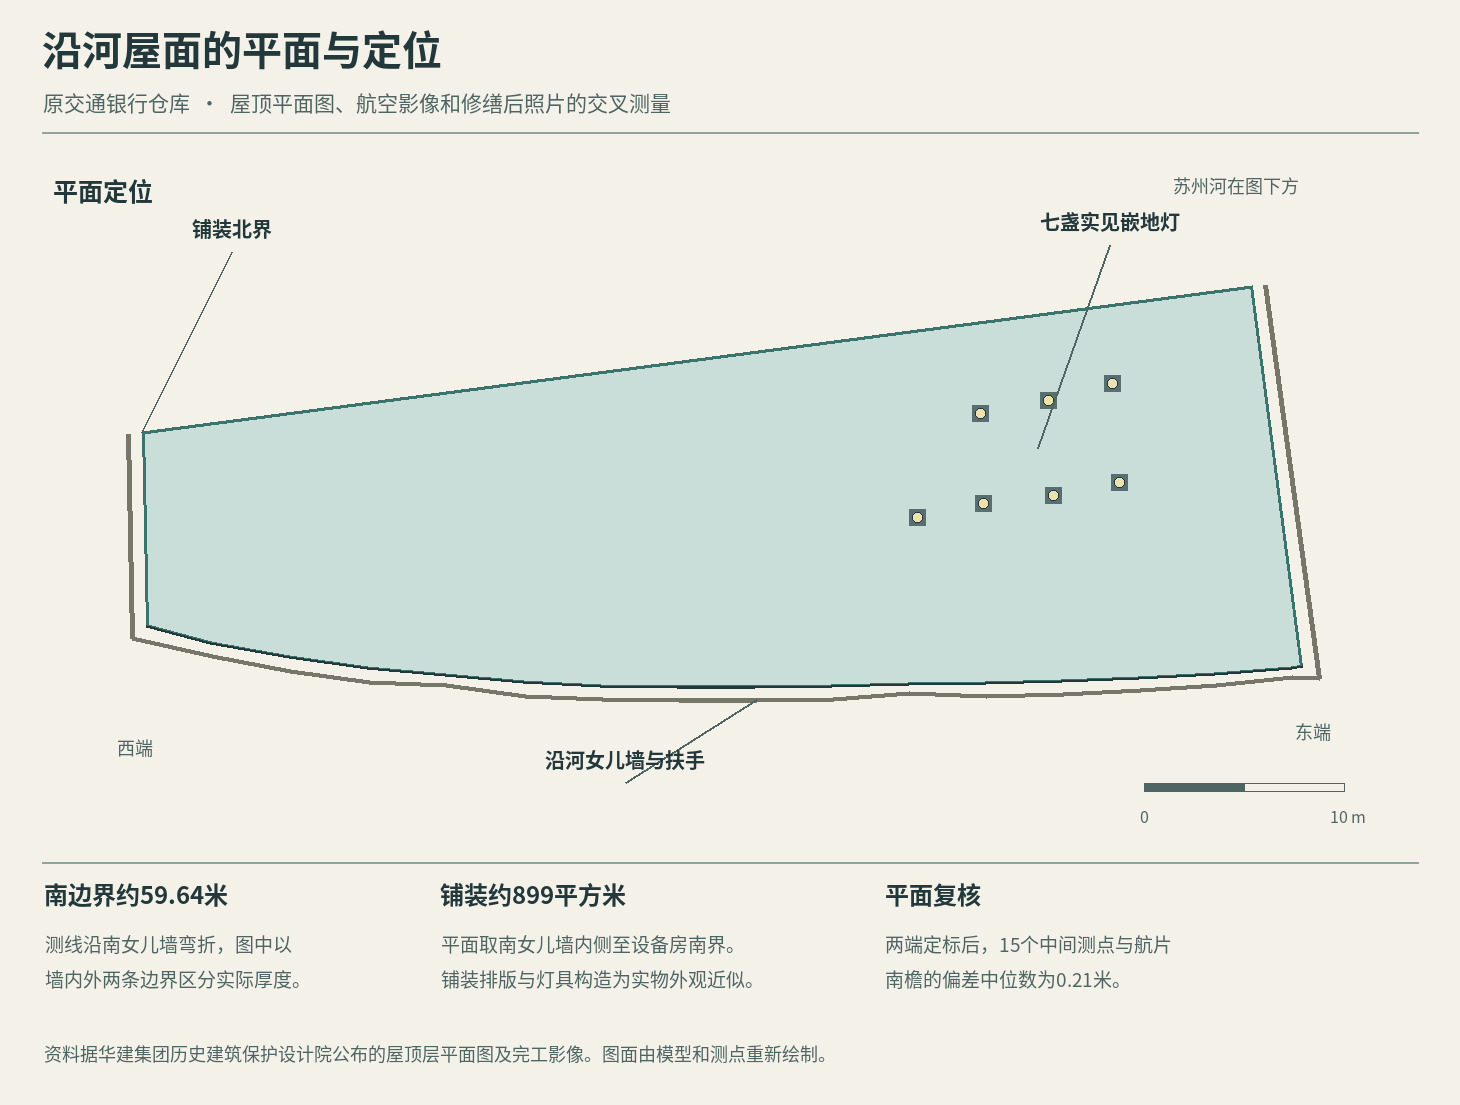 沿河屋面的平面与定位
原交通银行仓库 · 屋顶平面图、航空影像和修缮后照片的交叉测量
平面定位
苏州河在图下方
铺装北界
七盏实见嵌地灯
西端
东端
沿河女儿墙与扶手
0
10 m
南边界约59.64米
测线沿南女儿墙弯折，图中以
墙内外两条边界区分实际厚度。
铺装约899平方米
平面取南女儿墙内侧至设备房南界。
铺装排版与灯具构造为实物外观近似。
平面复核
两端定标后，15个中间测点与航片
南檐的偏差中位数为0.21米。
资料据华建集团历史建筑保护设计院公布的屋顶层平面图及完工影像。图面由模型和测点重新绘制。